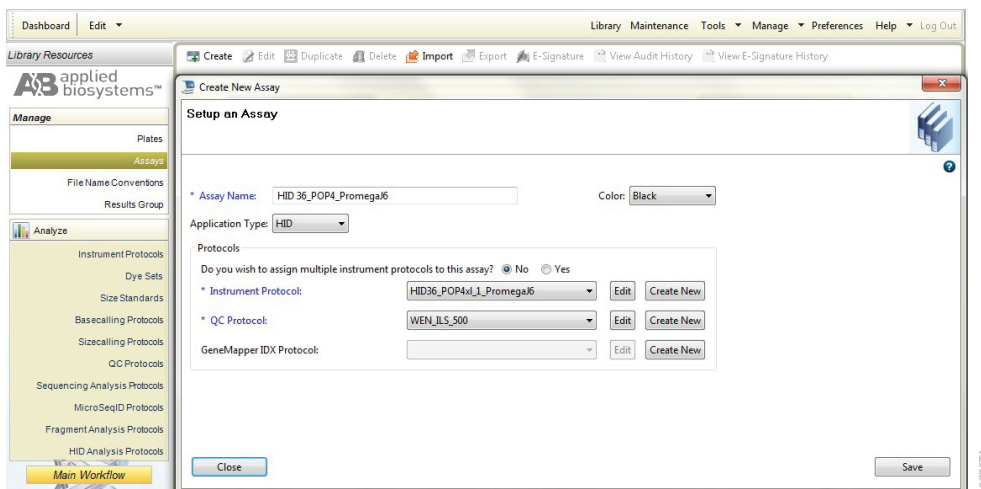 Dashboard Edit Library Maintenance Tools Manage Preferences Help Log Out
Library Resources
Create Edit Duplicate Delete Import Export E-Signature View Audit History View E-Signature History
AB applied
biosystems™
Create New Assay
Setup an Assay
Manage
Plates
Assays
File Name Conventions
Results Group
Analyze
Instrument Protocols
Dye Sets
Size Standards
Basecalling Protocols
Sizecalling Protocols
QC Protocols
Sequencing Analysis Protocols
MicroSeqID Protocols
Fragment Analysis Protocols
HID Analysis Protocols
Main Workflow
* Assay Name: HID 36_POP4_PromegaJ6 Color: Black
Application Type: HID
Protocols
Do you wish to assign multiple instrument protocols to this assay? No Yes
* Instrument Protocol: HID36_POP4xl_1_PromegaJ6 Edit Create New
* QC Protocol: WEN_ILS_500 Edit Create New
GeneMapper IDX Protocol: Edit Create New
Close Save